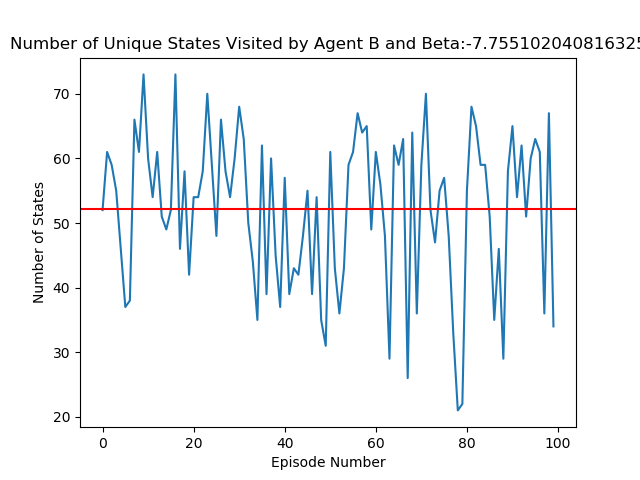 Number of Unique States Visited by Agent B and Beta:-7.755102040816325
70
60
50
40
30
20
Number of States
0 20 40 60 80 100
Episode Number